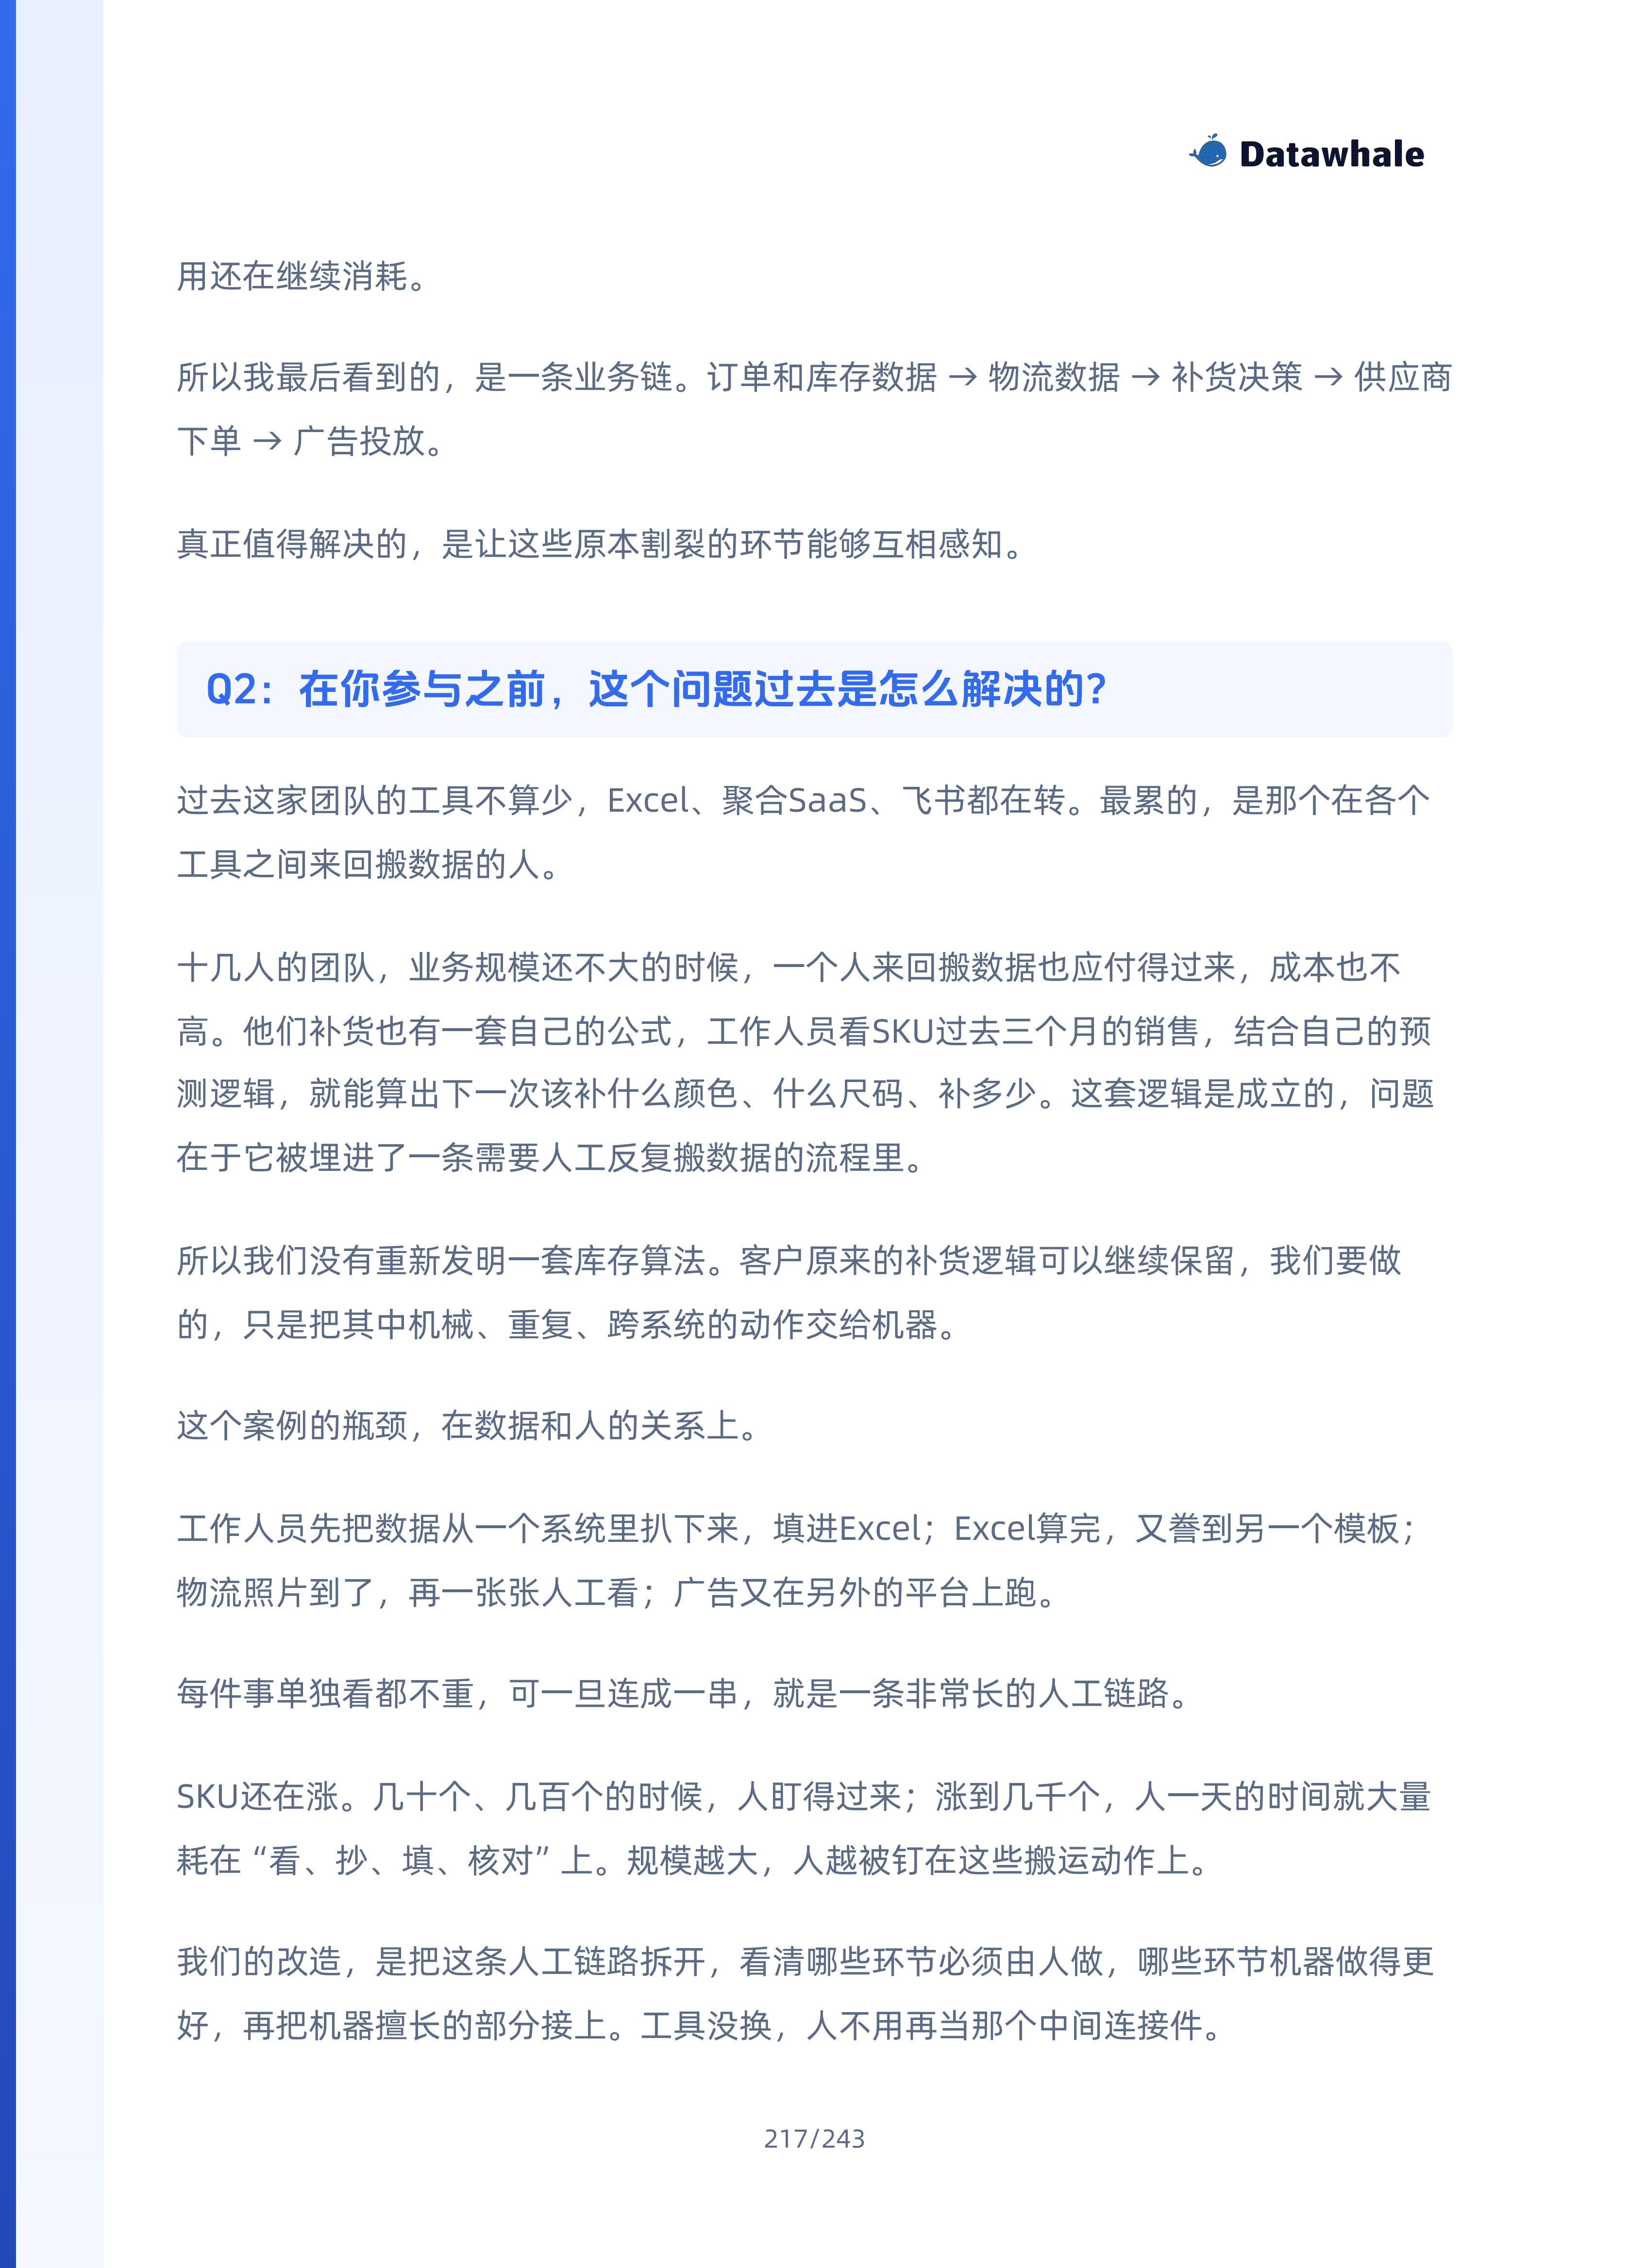 Datawhale
用还在继续消耗。
所以我最后看到的，是一条业务链。订单和库存数据 → 物流数据 → 补货决策 → 供应商
下单 → 广告投放。
真正值得解决的，是让这些原本割裂的环节能够互相感知。
Q2：在你参与之前，这个问题过去是怎么解决的？
过去这家团队的工具不算少，Excel、聚合SaaS、飞书都在转。最累的，是那个在各个
工具之间来回搬数据的人。
十几人的团队，业务规模还不大的时候，一个人来回搬数据也应付得过来，成本也不
高。他们补货也有一套自己的公式，工作人员看SKU过去三个月的销售，结合自己的预
测逻辑，就能算出下一次该补什么颜色、什么尺码、补多少。这套逻辑是成立的，问题
在于它被埋进了一条需要人工反复搬数据的流程里。
所以我们没有重新发明一套库存算法。客户原来的补货逻辑可以继续保留，我们要做
的，只是把其中机械、重复、跨系统的动作交给机器。
这个案例的瓶颈，在数据和人的关系上。
工作人员先把数据从一个系统里扒下来，填进Excel；Excel算完，又誊到另一个模板；
物流照片到了，再一张张人工看；广告又在另外的平台上跑。
每件事单独看都不重，可一旦连成一串，就是一条非常长的人工链路。
SKU还在涨。几十个、几百个的时候，人盯得过来；涨到几千个，人一天的时间就大量
耗在“看、抄、填、核对”上。规模越大，人越被钉在这些搬运动作上。
我们的改造，是把这条人工链路拆开，看清哪些环节必须由人做，哪些环节机器做得更
好，再把机器擅长的部分接上。工具没换，人不用再当那个中间连接件。
217/243